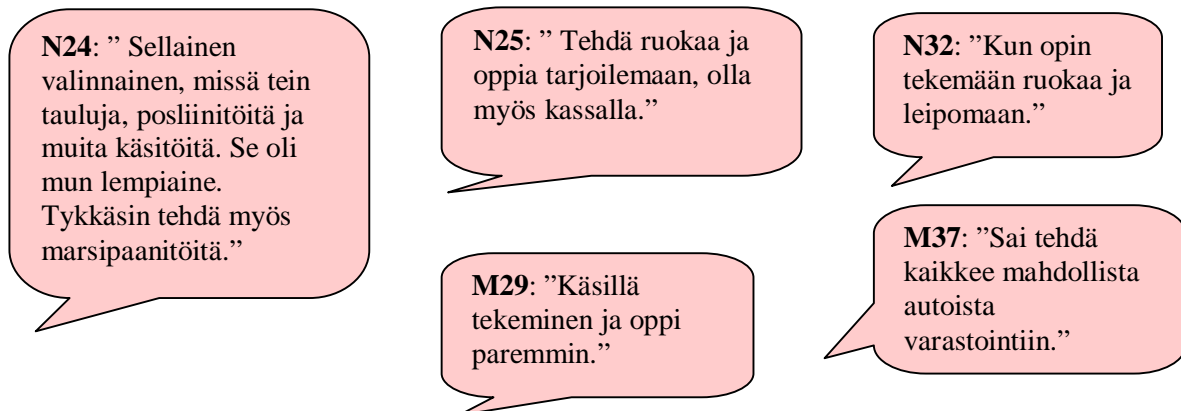 N24: ” Sellainen
valinnainen, missä tein
tauluja, posliinitöitä ja
muita käsitöitä. Se oli
mun lempiaine.
Tykkäsin tehdä myös
marsipaanitöitä.”
N25: ” Tehdä ruokaa ja
oppia tarjoilemaan, olla
myös kassalla.”
N32: ”Kun opin
tekemään ruokaa ja
leipomaan.”
M29: ”Käsillä
tekeminen ja oppi
paremmin.”
M37: ”Sai tehdä
kaikkee mahdollista
autoista
varastointiin.”